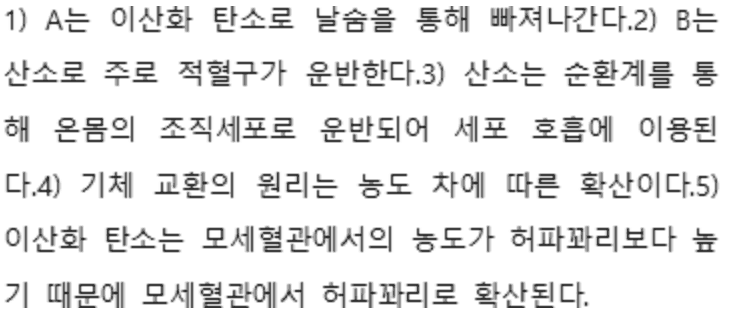 1) A는 이산화 탄소로 날숨을 통해 빠져나간다.2) B는
산소로 주로 적혈구가 운반한다.3) 산소는 순환계를 통
해 온몸의 조직세포로 운반되어 세포 호흡에 이용된
다.4) 기체 교환의 원리는 농도 차에 따른 확산이다.5)
이산화 탄소는 모세혈관에서의 농도가 허파꽈리보다 높
기 때문에 모세혈관에서 허파꽈리로 확산된다.